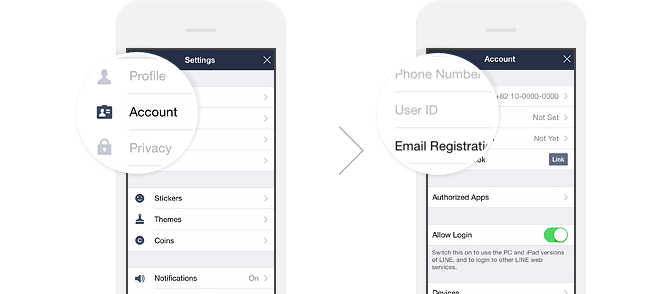 Settings
Profile
Account
Privacy
Stickers
Themes
Coins
Notifications
On
Account
Phone Number
+82 10-0000-0000
User ID
Not Set
Email Registratio
Not Yet
ok
Link
Authorized Apps
Allow Login
Switch this on to use the PC and iPad versions
of LINE, and to login to other LINE web
services.
Devices